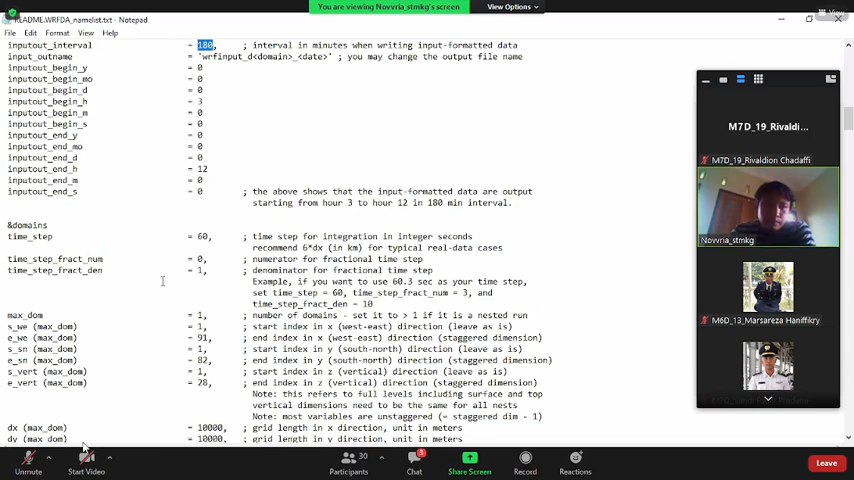 README.WRFDA_namelist.txt - Notepad
You are viewing Novvria_stmkg's screen
View Options
View
File Edit Format View Help
inputout_interval = 180, ; interval in minutes when writing input-formatted data
input_outname = 'wrfinput_d<domain>_<date>' ; you may change the output file name
inputout_begin_y = 0
inputout_begin_mo = 0
inputout_begin_d = 0
inputout_begin_h = 3
inputout_begin_m = 0
inputout_begin_s = 0
inputout_end_y = 0
inputout_end_mo = 0
inputout_end_d = 0
inputout_end_h = 12
inputout_end_m = 0
inputout_end_s = 0 ; the above shows that the input-formatted data are output
starting from hour 3 to hour 12 in 180 min interval.
&domains
time_step = 60, ; time step for integration in integer seconds
recommend 6*dx (in km) for typical real-data cases
time_step_fract_num = 0, ; numerator for fractional time step
time_step_fract_den = 1, ; denominator for fractional time step
Example, if you want to use 60.3 sec as your time step,
set time_step = 60, time_step_fract_num = 3, and
time_step_fract_den = 10
max_dom = 1, ; number of domains - set it to > 1 if it is a nested run
s_we (max_dom) = 1, ; start index in x (west-east) direction (leave as is)
e_we (max_dom) = 91, ; end index in x (west-east) direction (staggered dimension)
s_sn (max_dom) = 1, ; start index in y (south-north) direction (leave as is)
e_sn (max_dom) = 82, ; end index in y (south-north) direction (staggered dimension)
s_vert (max_dom) = 1, ; start index in z (vertical) direction (leave as is)
e_vert (max_dom) = 28, ; end index in z (vertical) direction (staggered dimension)
Note: this refers to full levels including surface and top
vertical dimensions need to be the same for all nests
Note: most variables are unstaggered (= staggered dim - 1)
dx (max_dom) = 10000, ; grid length in x direction, unit in meters
dy (max dom) = 10000, ; grid length in y direction, unit in meters
M7D_19_Rivaldi...
M7D_19_Rivaldion Chadaffi
Novvria_stmkg
M6D_13_Marsareza Haniffikry
Unmute
Start Video
30
Participants
3
Chat
Share Screen
Record
Reactions
Leave